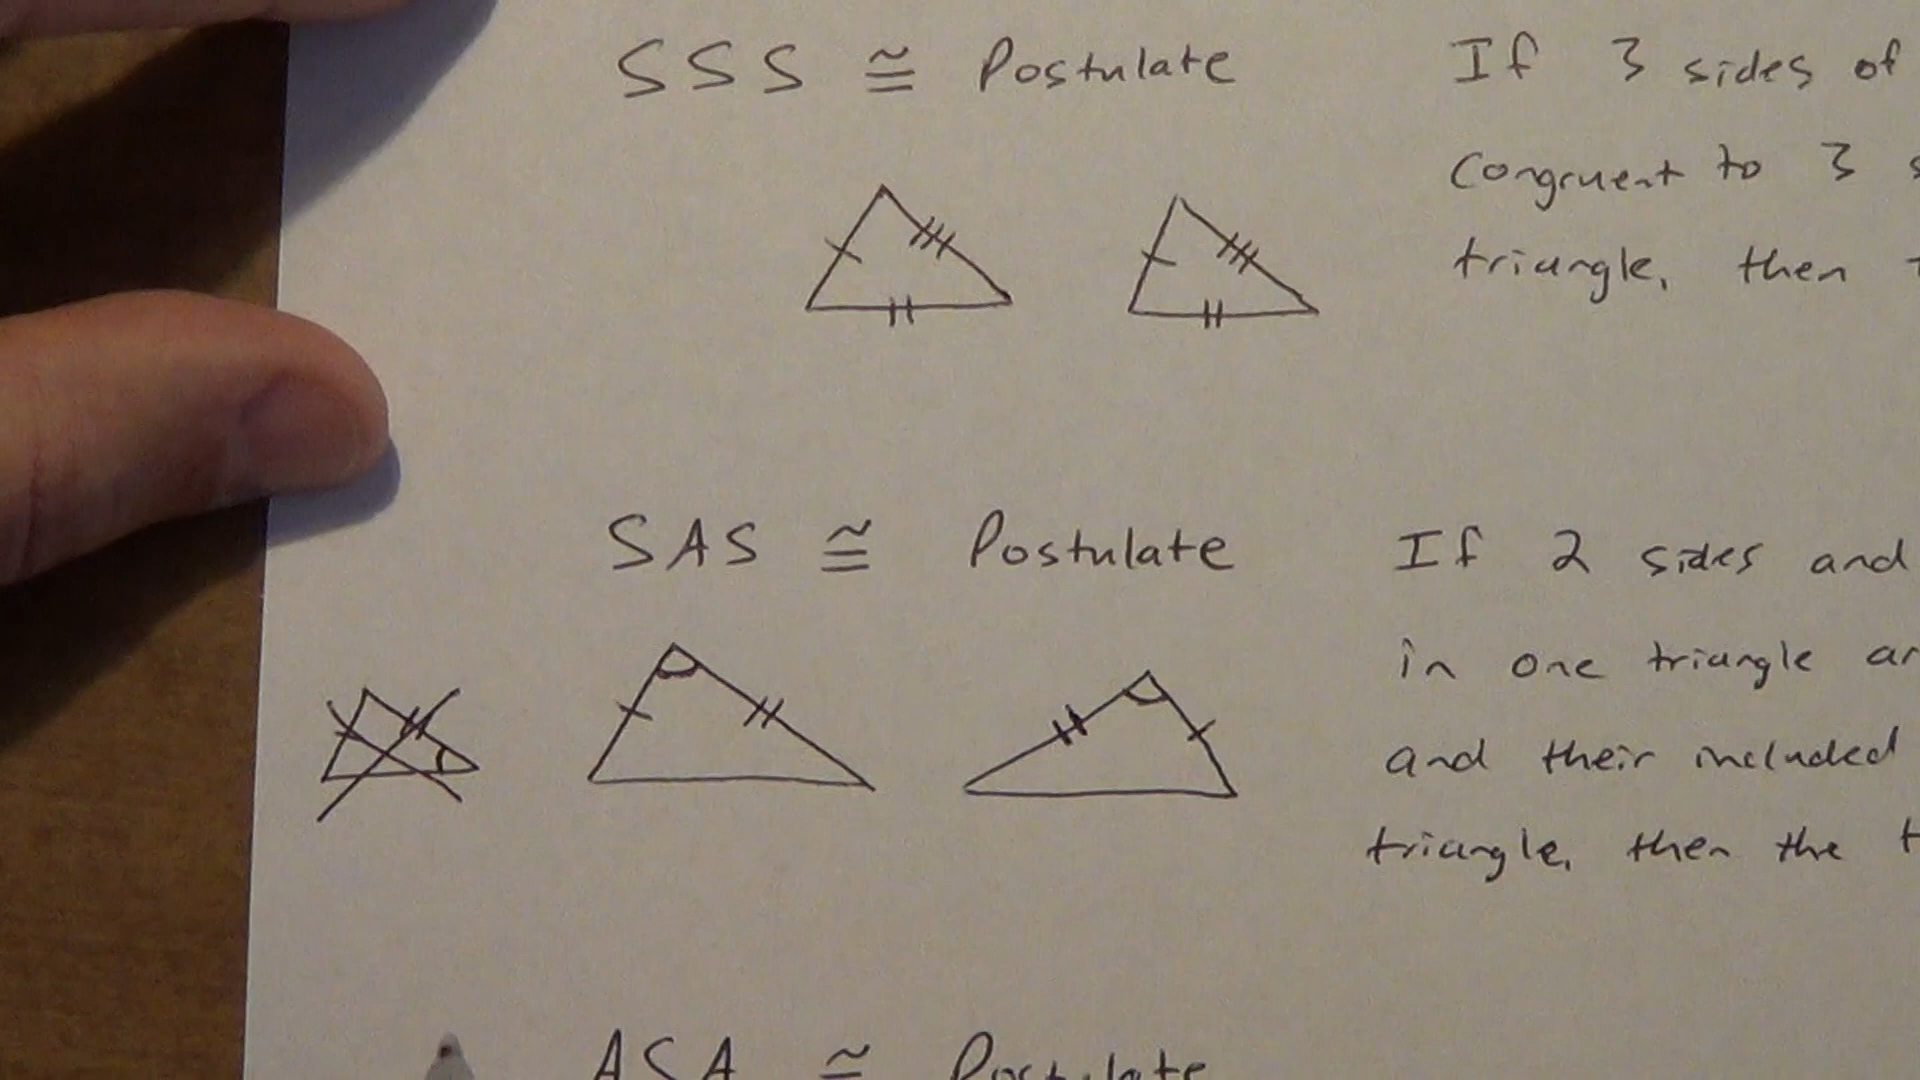 SSS ≅ Postulate
If 3 sides of
congruent to 3
triangle, then
SAS ≅ Postulate
If 2 sides and
in one triangle
and their included
triangle, then the
ASA ≅ Postulate